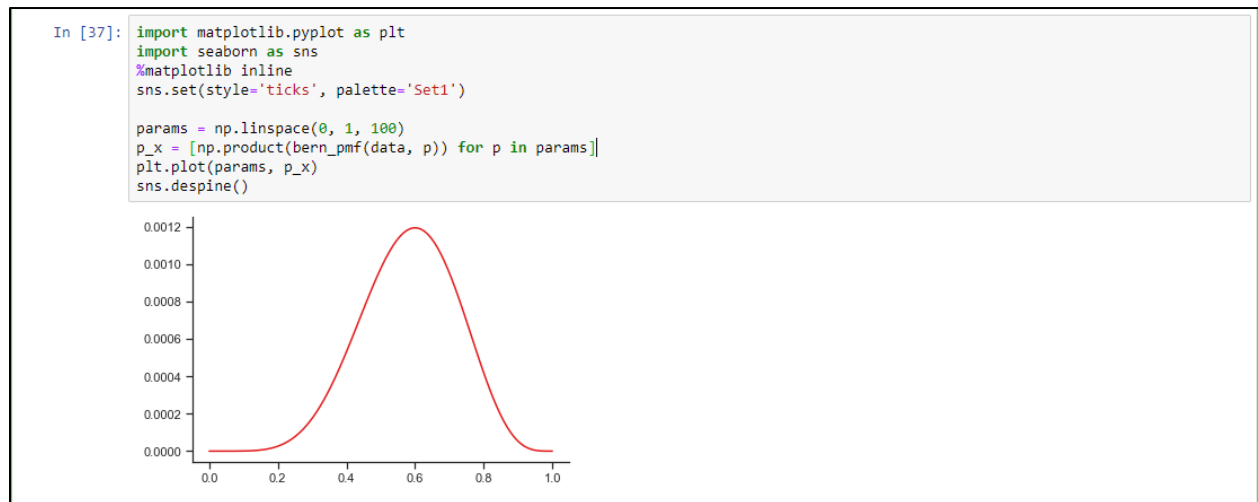 In [37]: import matplotlib.pyplot as plt
import seaborn as sns
%matplotlib inline
sns.set(style='ticks', palette='Set1')
params = np.linspace(0, 1, 100)
p_x = [np.product(bern_pmf(data, p)) for p in params]
plt.plot(params, p_x)
sns.despine()
0.0012
0.0010
0.0008
0.0006
0.0004
0.0002
0.0000
0.0 0.2 0.4 0.6 0.8 1.0